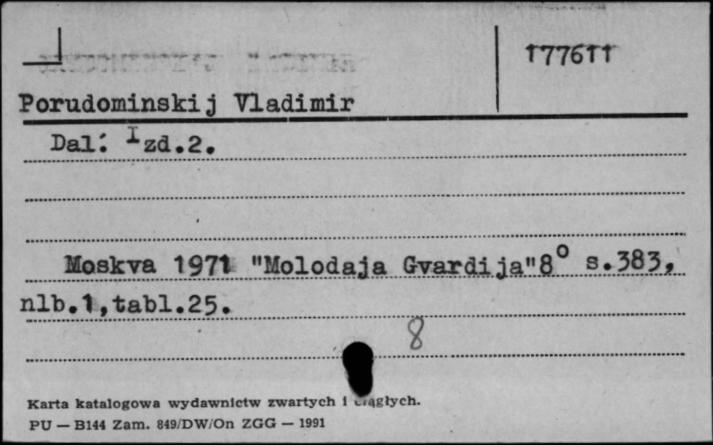 177611
Porudominskij Vladimir
Dal: Izd.2.
Moskva 1971 "Molodaja Gvardija"8° s.383,
nlb.1,tabl.25.
8
Karta katalogowa wydawnictw zwartych i ciągłych.
PU — B144 Zam. 849/DW/On ZGG — 1991